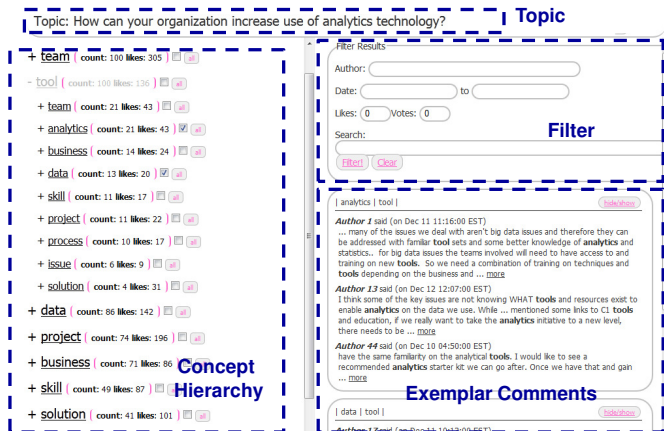 Topic: How can your organization increase use of analytics technology?
Topic
+ team ( count: 100 likes: 305 ) all
- tool ( count: 100 likes: 136 ) all
+ team ( count: 21 likes: 43 ) all
+ analytics ( count: 21 likes: 43 ) all
+ business ( count: 14 likes: 24 ) all
+ data ( count: 13 likes: 20 ) all
+ skill ( count: 11 likes: 17 ) all
+ project ( count: 11 likes: 22 ) all
+ process ( count: 10 likes: 17 ) all
+ issue ( count: 6 likes: 9 ) all
+ solution ( count: 4 likes: 31 ) all
+ data ( count: 86 likes: 142 ) all
+ project ( count: 74 likes: 196 ) all
+ business ( count: 71 likes: 86 ) all
+ skill ( count: 49 likes: 87 ) all
+ solution ( count: 41 likes: 101 ) all
Concept
Hierarchy
Filter Results
Author:
Date: to
Likes: 0 Votes: 0
Search:
Filter! Clear
Filter
| analytics | tool | hide/show
Author 1 said (on Dec 11 11:16:00 EST)
... many of the issues we deal with aren't big data issues and therefore they can
be addressed with familar tool sets and some better knowledge of analytics and
statistics.. for big data issues the teams involved will need to have access to and
training on new tools. So we need a combination of training on techniques and
tools depending on the business and ... more
Author 13 said (on Dec 12 12:07:00 EST)
I think some of the key issues are not knowing WHAT tools and resources exist to
enable analytics on the data we use. While ... mentioned some links to C1 tools
and education, if we really want to take the analytics initiative to a new level,
there needs to be ... more
Author 44 said (on Dec 10 04:50:00 EST)
have the same familiarity on the analytical tools. I would like to see a
recommended analytics starter kit we can go after. Once we have that and gain
... more
Exemplar Comments
| data | tool | hide/show
Author 17 said (on Dec 11 10:13:00 EST)